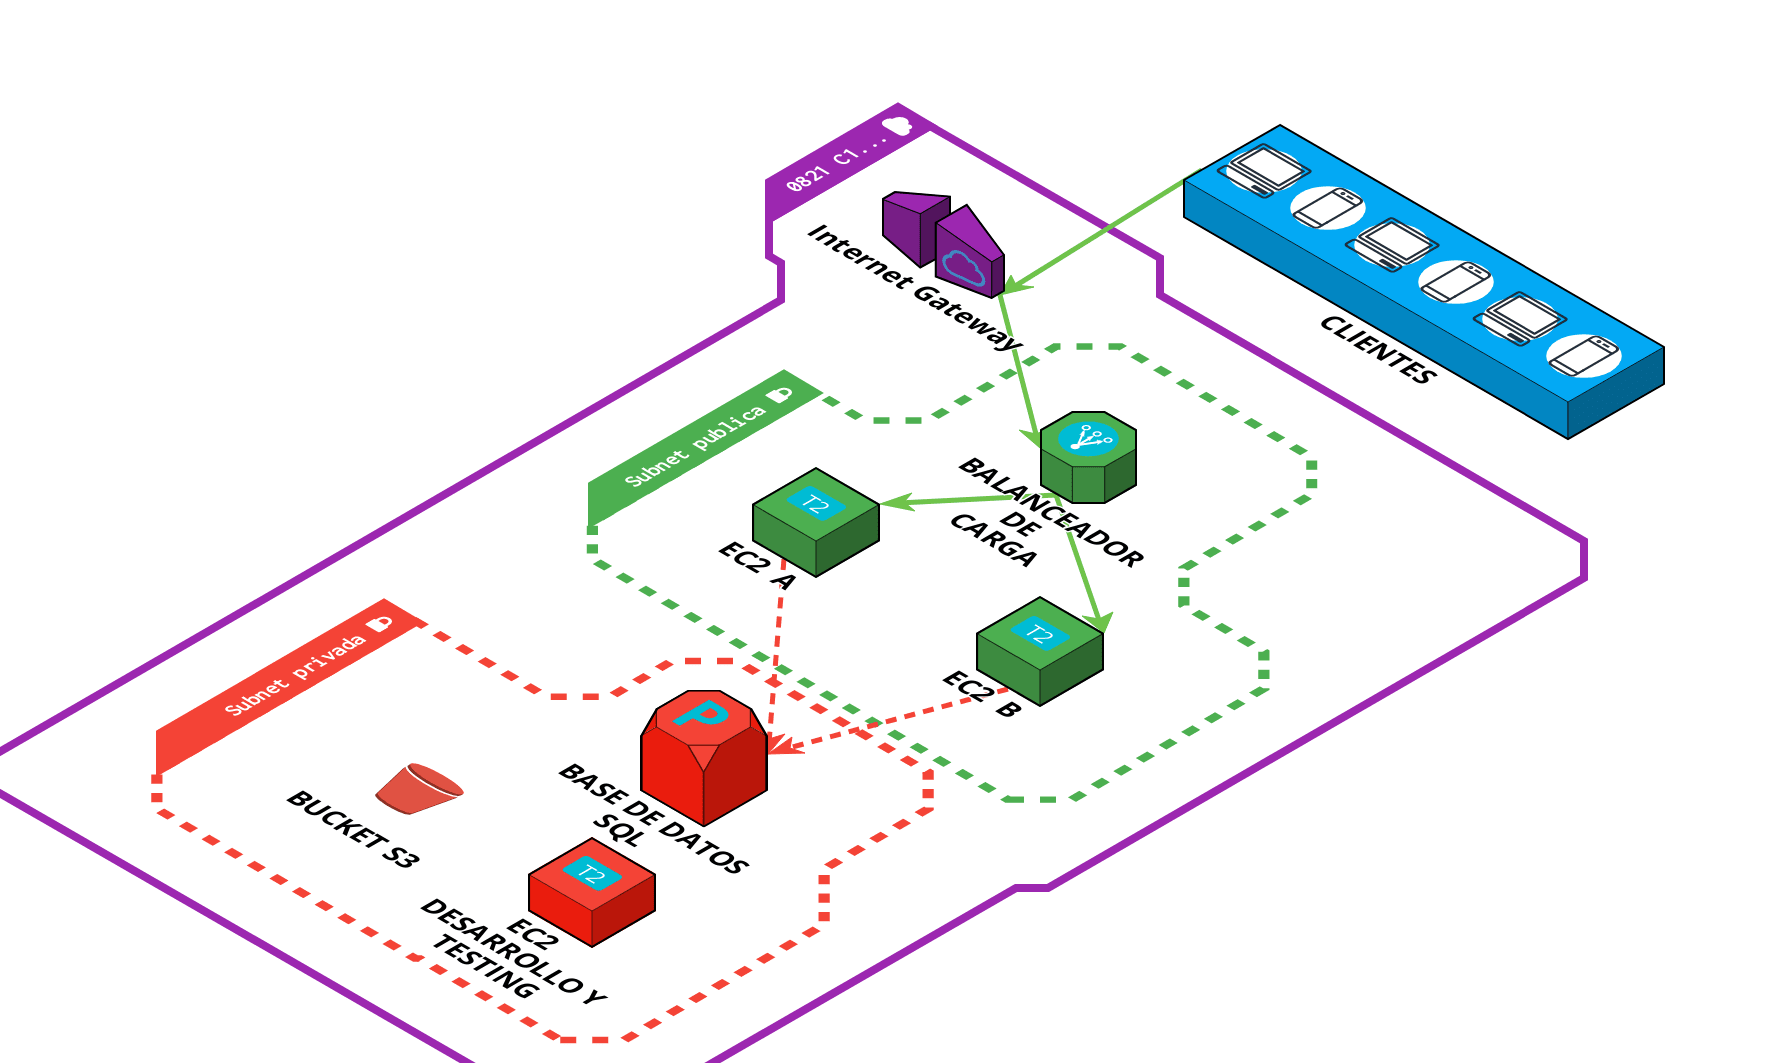 0821 C1...
Internet Gateway
CLIENTES
Subnet publica
BALANCEADOR
DE
CARGA
T2
EC2 A
T2
EC2 B
Subnet privada
P
BASE DE DATOS
SQL
BUCKET S3
T2
EC2
DESARROLLO Y
TESTING